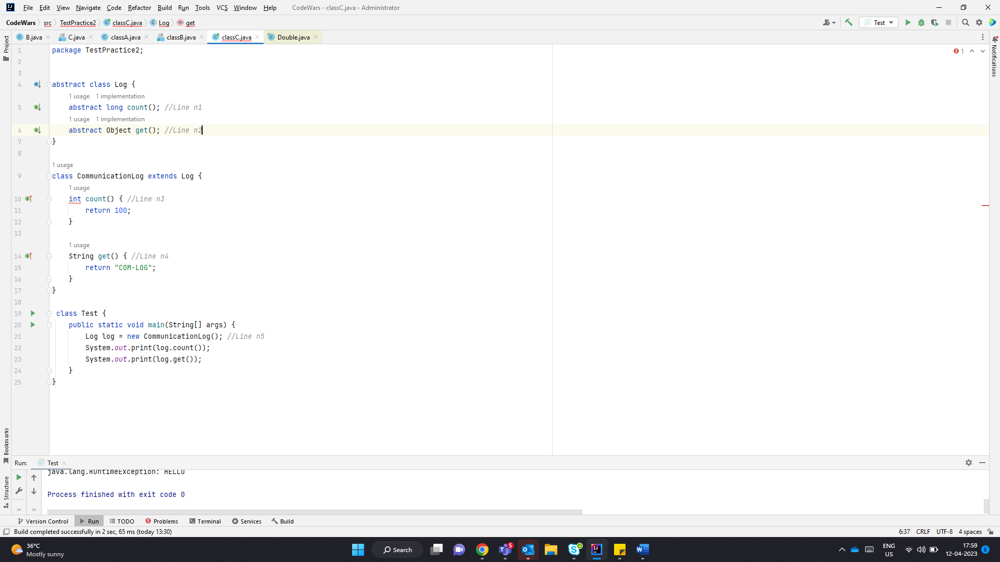 File Edit View Navigate Code Refactor Build Run Tools VCS Window Help CodeWars - classC.java - Administrator
CodeWars src TestPractice2 classC.java Log get Test
B.java C.java classA.java classB.java classC.java Double.java
Project
Notifications
1 package TestPractice2; 1
2
3
4 abstract class Log {
1 usage 1 implementation
5 abstract long count(); //Line n1
1 usage 1 implementation
6 abstract Object get(); //Line n2
7 }
8
1 usage
9 class CommunicationLog extends Log {
1 usage
10 int count() { //Line n3
11 return 100;
12 }
13
1 usage
14 String get() { //Line n4
15 return "COM-LOG";
16 }
17 }
18
19 class Test {
20 public static void main(String[] args) {
21 Log log = new CommunicationLog(); //Line n5
22 System.out.print(log.count());
23 System.out.print(log.get());
24 }
25 }
Bookmarks
Structure
Run: Test
java.lang.RuntimeException: HELLO
Process finished with exit code 0
Version Control Run TODO Problems Terminal Services Build
Build completed successfully in 2 sec, 65 ms (today 13:30) 6:37 CRLF UTF-8 4 spaces
36°C
Mostly sunny
Search
5
ENG
US
17:59
12-04-2023
6